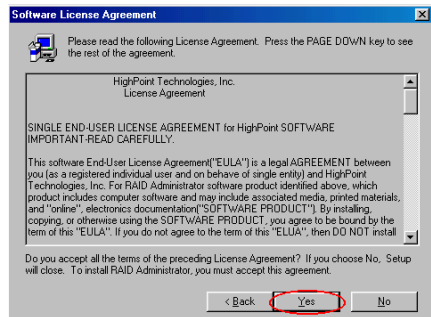 Software License Agreement
Please read the following License Agreement. Press the PAGE DOWN key to see
the rest of the agreement.
HighPoint Technologies, Inc.
License Agreement
SINGLE END-USER LICENSE AGREEMENT for HighPoint SOFTWARE
IMPORTANT-READ CAREFULLY.
This software End-User License Agreement("EULA") is a legal AGREEMENT between
you (as a registered individual user and on behave of single entity) and HighPoint
Technologies, Inc. For RAID Administrator software product identified above, which
product includes computer software and may include associated media, printed materials,
and "online", electronics documentation("SOFTWARE PRODUCT"). By installing,
copying, or otherwise using the SOFTWARE PRODUCT, you agree to be bound by the
term of this "EULA". If you do not agree to the term of this "ELUA", then DO NOT install
Do you accept all the terms of the preceding License Agreement? If you choose No, Setup
will close. To install RAID Administrator, you must accept this agreement.
< Back Yes No